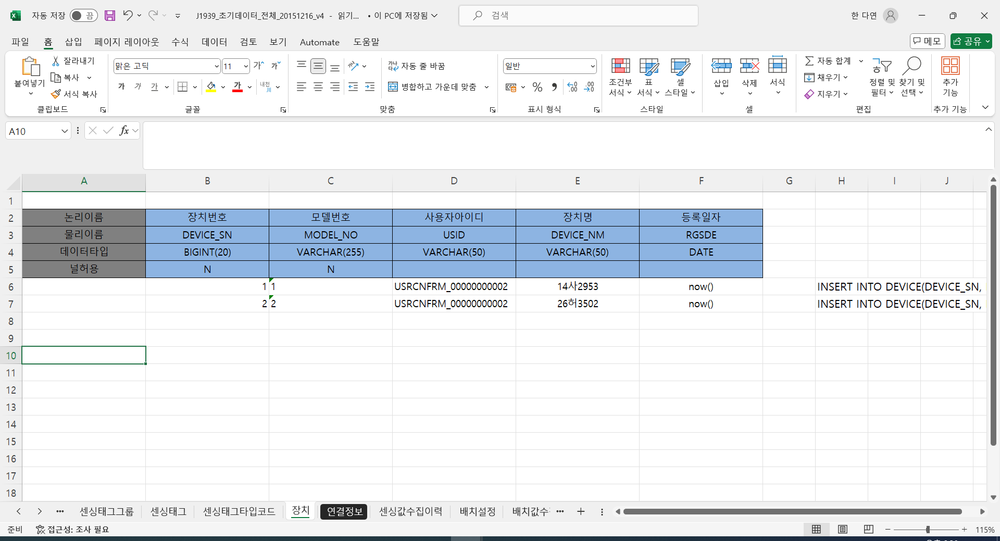 자동 저장 끔 J1939_초기데이터_전체_20151216_v4 - 읽기... • 이 PC에 저장됨 검색 한 다연
파일 홈 삽입 페이지 레이아웃 수식 데이터 검토 보기 Automate 도움말 메모 공유
붙여넣기 잘라내기 복사 서식 복사 클립보드
맑은 고딕 11 가 가 가 가 가 가 내천 글꼴
자동 줄 바꿈 병합하고 가운데 맞춤 맞춤
일반 % 표시 형식
조건부 서식 표 서식 셀 스타일 스타일
삽입 삭제 서식 셀
자동 합계 채우기 지우기 정렬 및 필터 찾기 및 선택 편집
추가 기능 추가 기능
A10 fx
A B C D E F G H I J
1
2 논리이름 장치번호 모델번호 사용자아이디 장치명 등록일자
3 물리이름 DEVICE_SN MODEL_NO USID DEVICE_NM RGSDE
4 데이터타입 BIGINT(20) VARCHAR(255) VARCHAR(50) VARCHAR(50) DATE
5 널허용 N N
6 1 1 USRCNFRM_00000000002 14사2953 now() INSERT INTO DEVICE(DEVICE_SN,
7 2 2 USRCNFRM_00000000002 26허3502 now() INSERT INTO DEVICE(DEVICE_SN,
8
9
10
11
12
13
14
15
16
17
18
센싱태그그룹 센싱태그 센싱태그타입코드 장치 연결정보 센싱값수집이력 배치설정 배치값수
준비 접근성: 조사 필요 115%